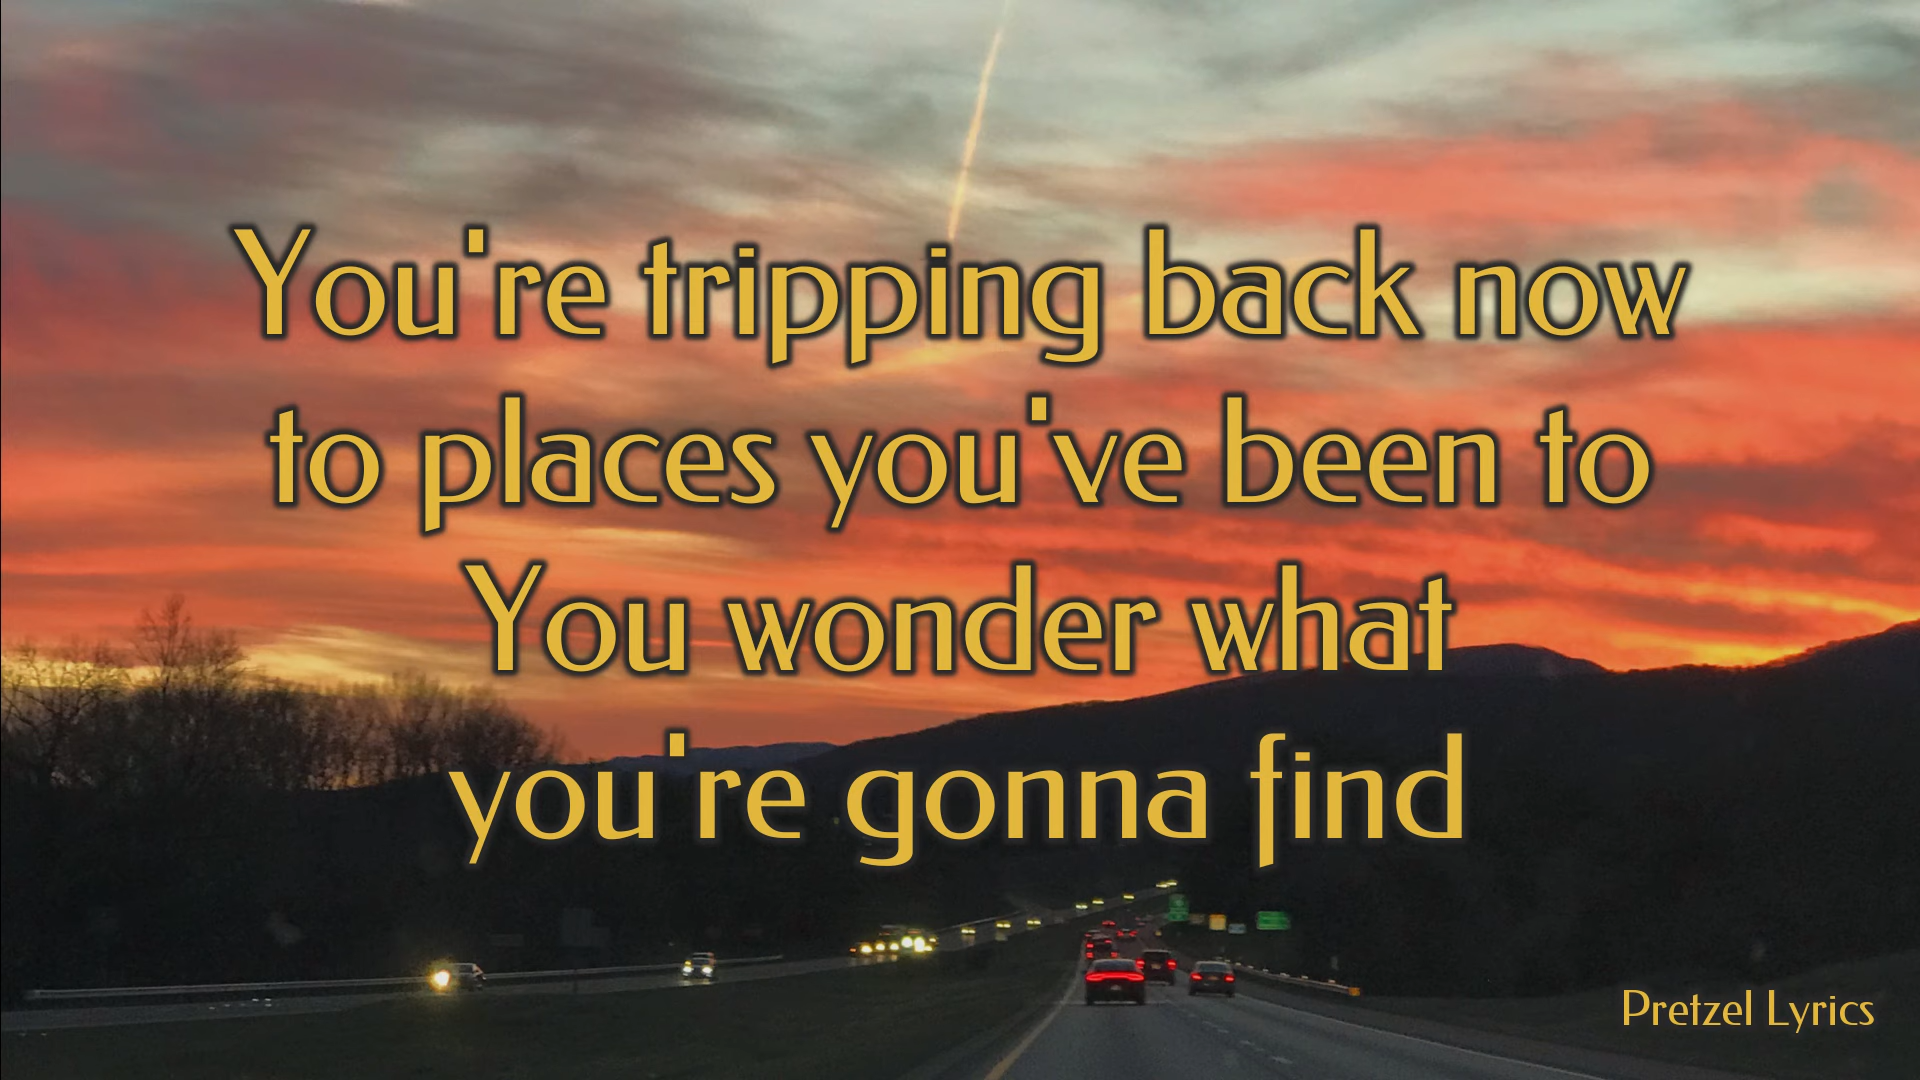 You're tripping back now
to places you've been to
You wonder what
you're gonna find
Pretzel Lyrics